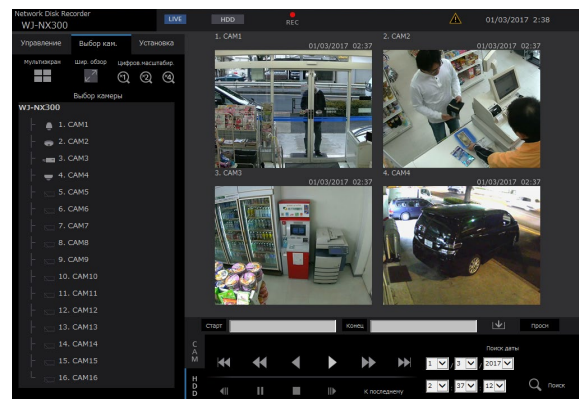 Network Disk Recorder
WJ-NX300
LIVE
HDD
REC
01/03/2017 2:38
Управление
Выбор кам.
Установка
Мультиэкран
Шир. обзор
Цифров.масштабир.
x1
x2
x4
Выбор камеры
WJ-NX300
1. CAM1
2. CAM2
3. CAM3
4. CAM4
5. CAM5
6. CAM6
7. CAM7
8. CAM8
9. CAM9
10. CAM10
11. CAM11
12. CAM12
13. CAM13
14. CAM14
15. CAM15
16. CAM16
1. CAM1
01/03/2017 02:37
2. CAM2
01/03/2017 02:37
3. CAM3
01/03/2017 02:37
4. CAM4
01/03/2017 02:37
Старт
Конец
Просм
CAM
HDD
К последнему
Поиск даты
1 / 3 / 2017
2 : 37 : 12
Поиск